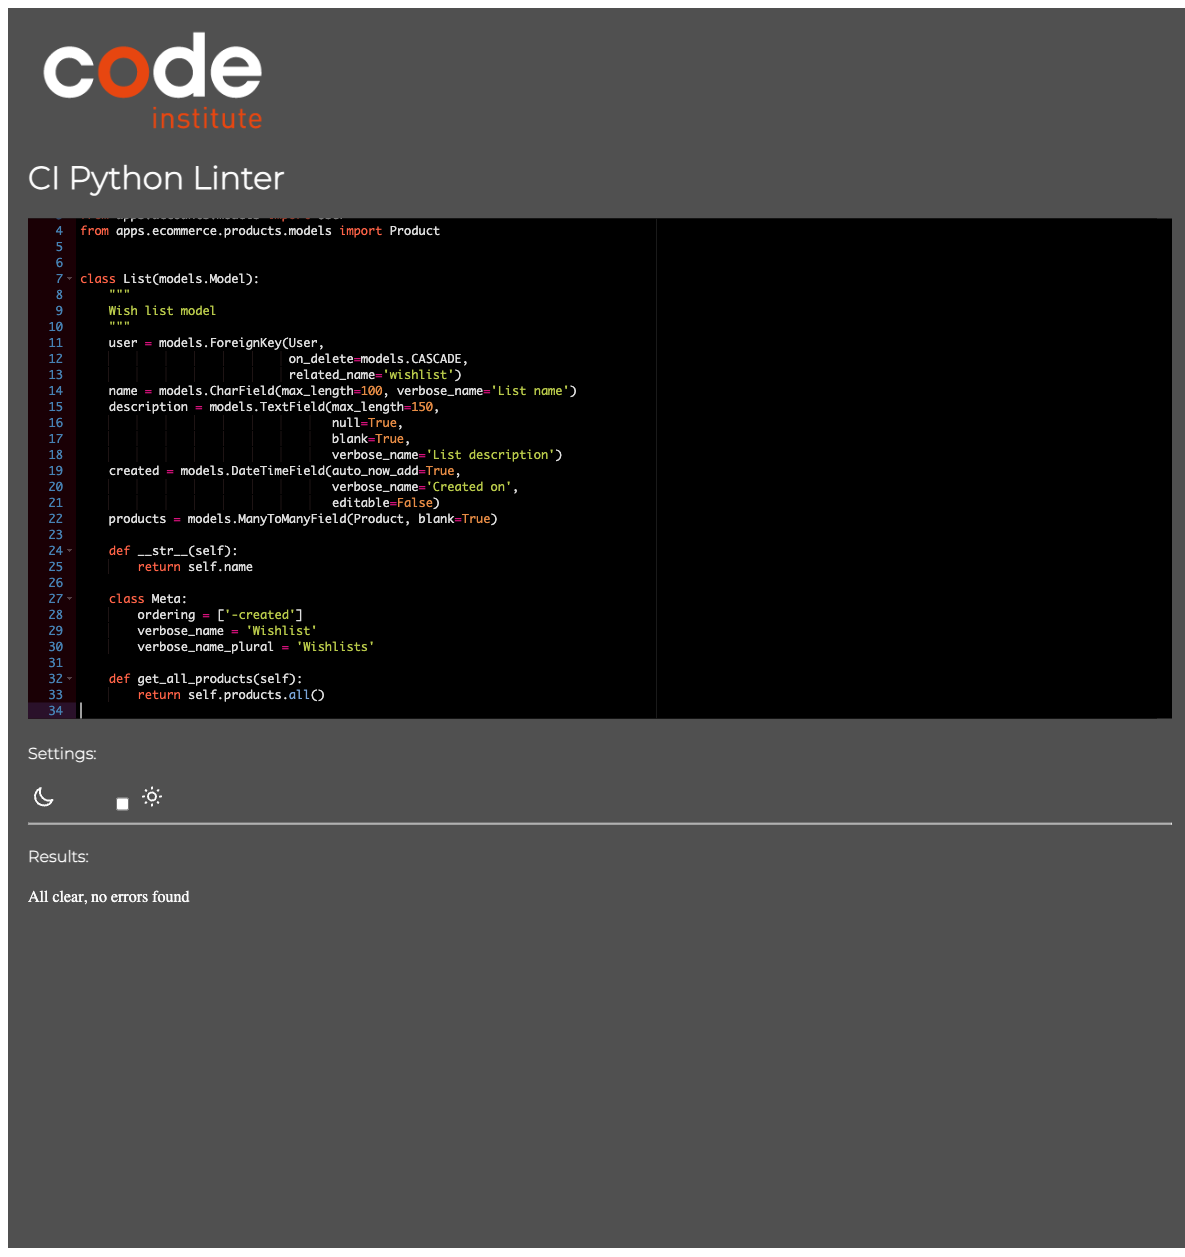 code
institute
CI Python Linter
4 from apps.ecommerce.products.models import Product
5
6
7 class List(models.Model):
8     """
9     Wish list model
10     """
11     user = models.ForeignKey(User,
12                              on_delete=models.CASCADE,
13                              related_name='wishlist')
14     name = models.CharField(max_length=100, verbose_name='List name')
15     description = models.TextField(max_length=150,
16                                    null=True,
17                                    blank=True,
18                                    verbose_name='List description')
19     created = models.DateTimeField(auto_now_add=True,
20                                    verbose_name='Created on',
21                                    editable=False)
22     products = models.ManyToManyField(Product, blank=True)
23
24     def __str__(self):
25         return self.name
26
27     class Meta:
28         ordering = ['-created']
29         verbose_name = 'Wishlist'
30         verbose_name_plural = 'Wishlists'
31
32     def get_all_products(self):
33         return self.products.all()
34
Settings:
Results:
All clear, no errors found